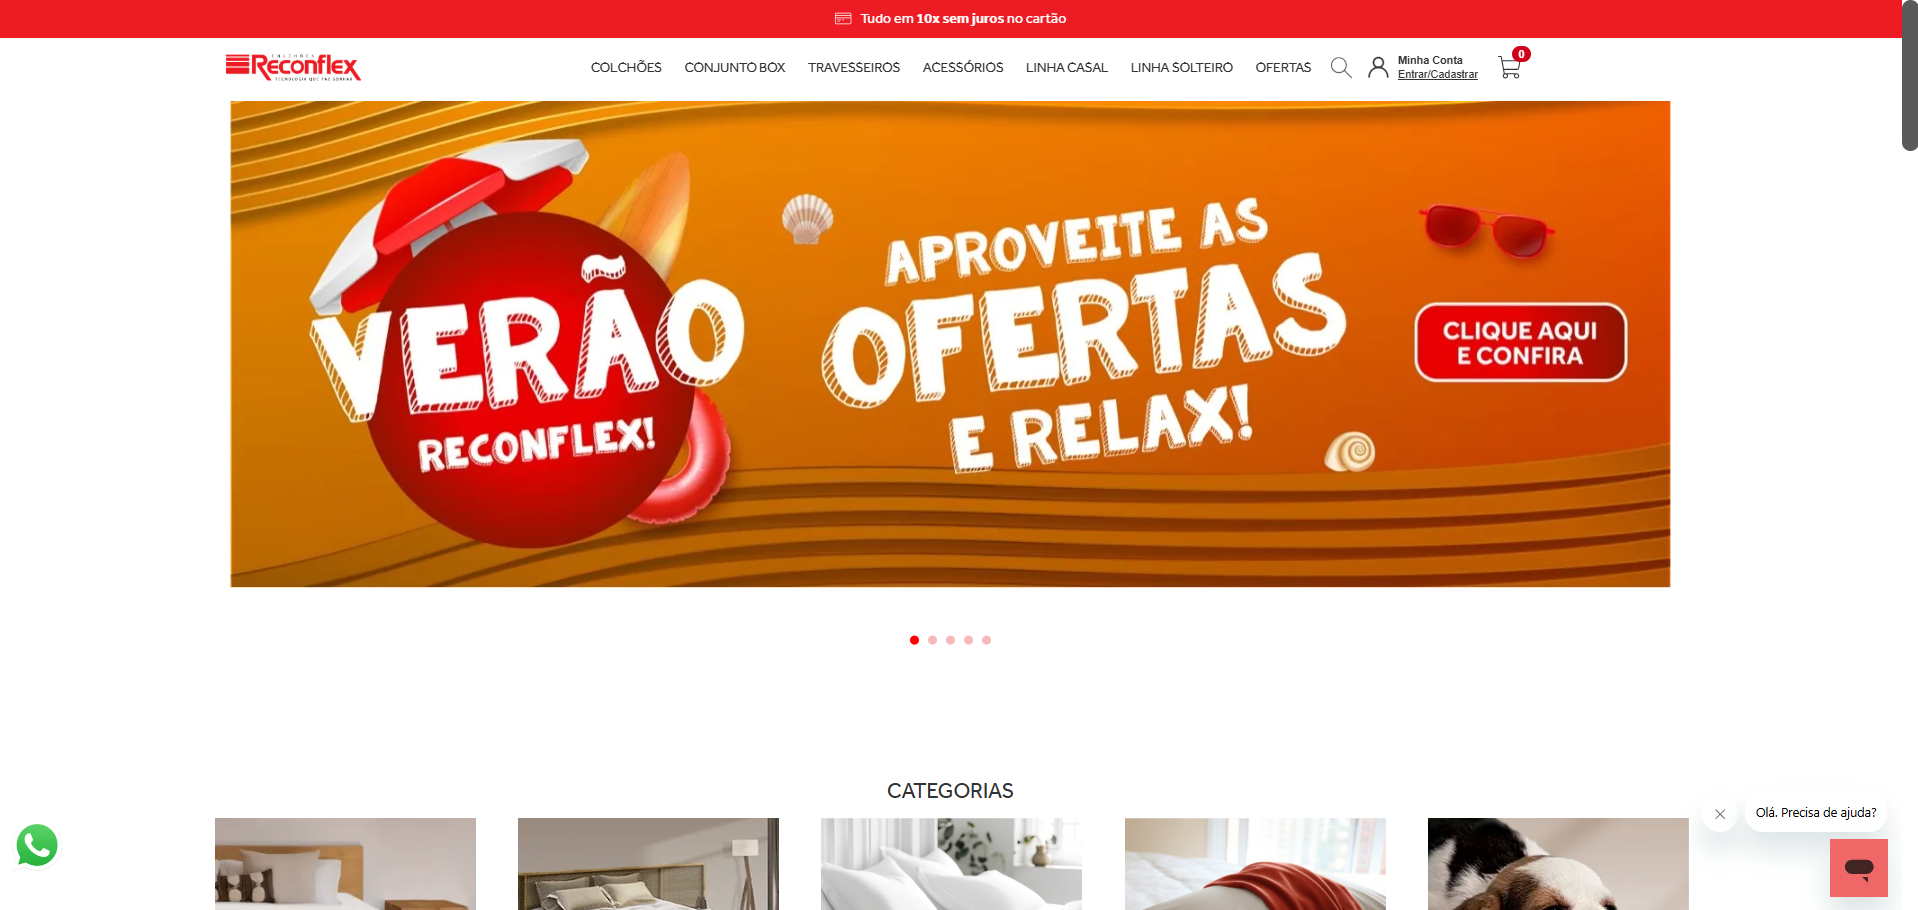 Tudo em 10x sem juros no cartão
COLCHÕES
Reconflex
TECNOLOGIA QUE FAZ SONHAR
COLCHÕES
CONJUNTO BOX
TRAVESSEIROS
ACESSÓRIOS
LINHA CASAL
LINHA SOLTEIRO
OFERTAS
Minha Conta
Entrar/Cadastrar
0
VERÃO
RECONFLEX!
APROVEITE AS
OFERTAS
E RELAX!
CLIQUE AQUI
E CONFIRA
CATEGORIAS
Olá. Precisa de ajuda?